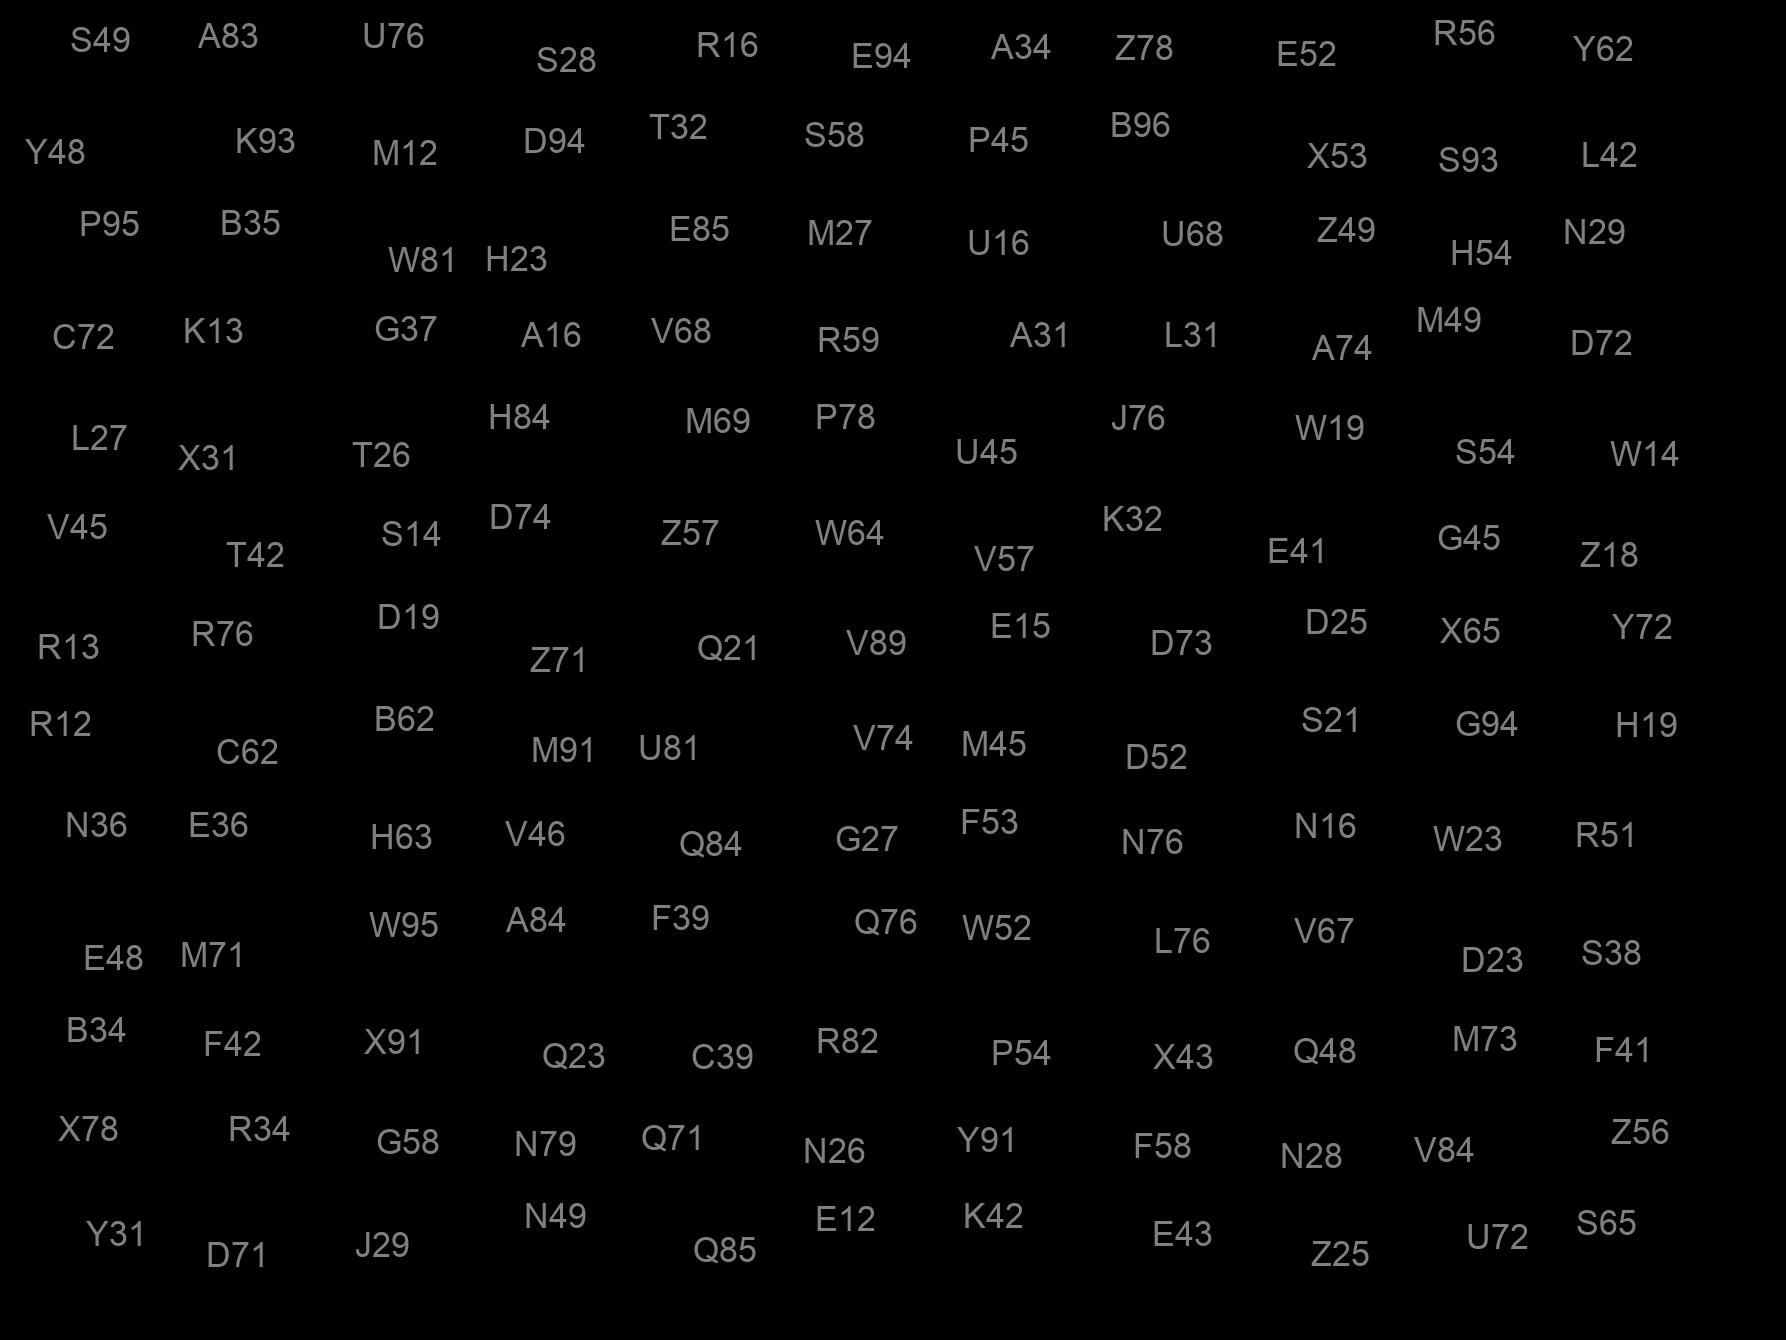 S49 A83 U76 S28 R16 E94 A34 Z78 E52 R56 Y62
Y48 K93 M12 D94 T32 S58 P45 B96 X53 S93 L42
P95 B35 W81 H23 E85 M27 U16 U68 Z49 H54 N29
C72 K13 G37 A16 V68 R59 A31 L31 A74 M49 D72
L27 X31 T26 H84 M69 P78 U45 J76 W19 S54 W14
V45 T42 S14 D74 Z57 W64 V57 K32 E41 G45 Z18
R13 R76 D19 Z71 Q21 V89 E15 D73 D25 X65 Y72
R12 C62 B62 M91 U81 V74 M45 D52 S21 G94 H19
N36 E36 H63 V46 Q84 G27 F53 N76 N16 W23 R51
E48 M71 W95 A84 F39 Q76 W52 L76 V67 D23 S38
B34 F42 X91 Q23 C39 R82 P54 X43 Q48 M73 F41
X78 R34 G58 N79 Q71 N26 Y91 F58 N28 V84 Z56
Y31 D71 J29 N49 Q85 E12 K42 E43 Z25 U72 S65